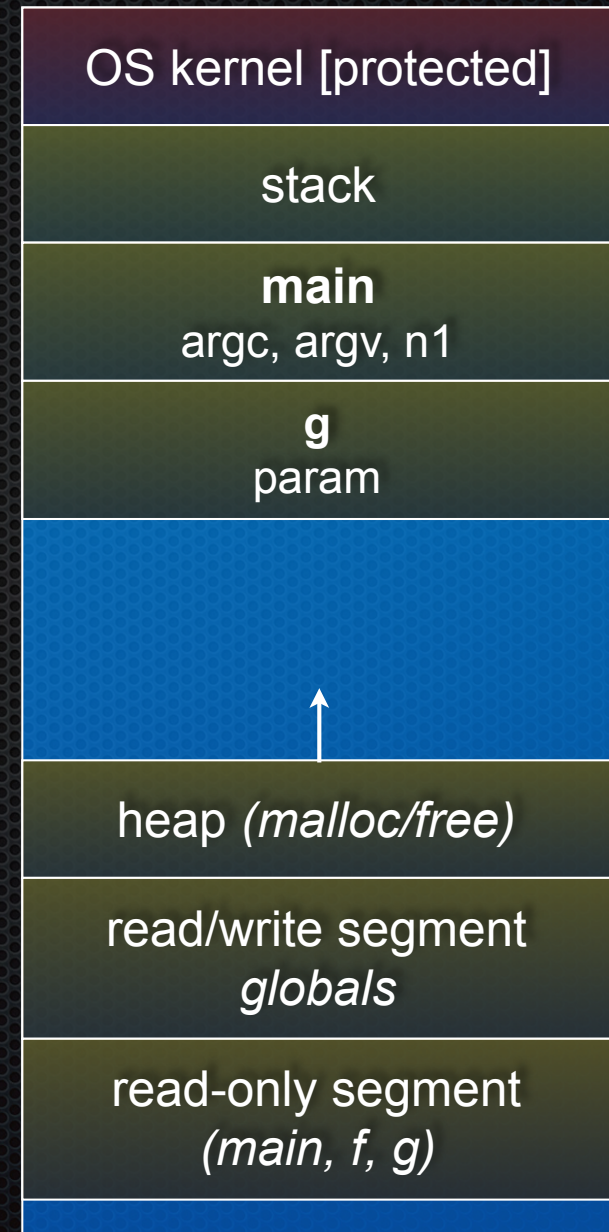 OS kernel [protected]
stack
main
argc, argv, n1
g
param
heap (malloc/free)
read/write segment
globals
read-only segment
(main, f, g)